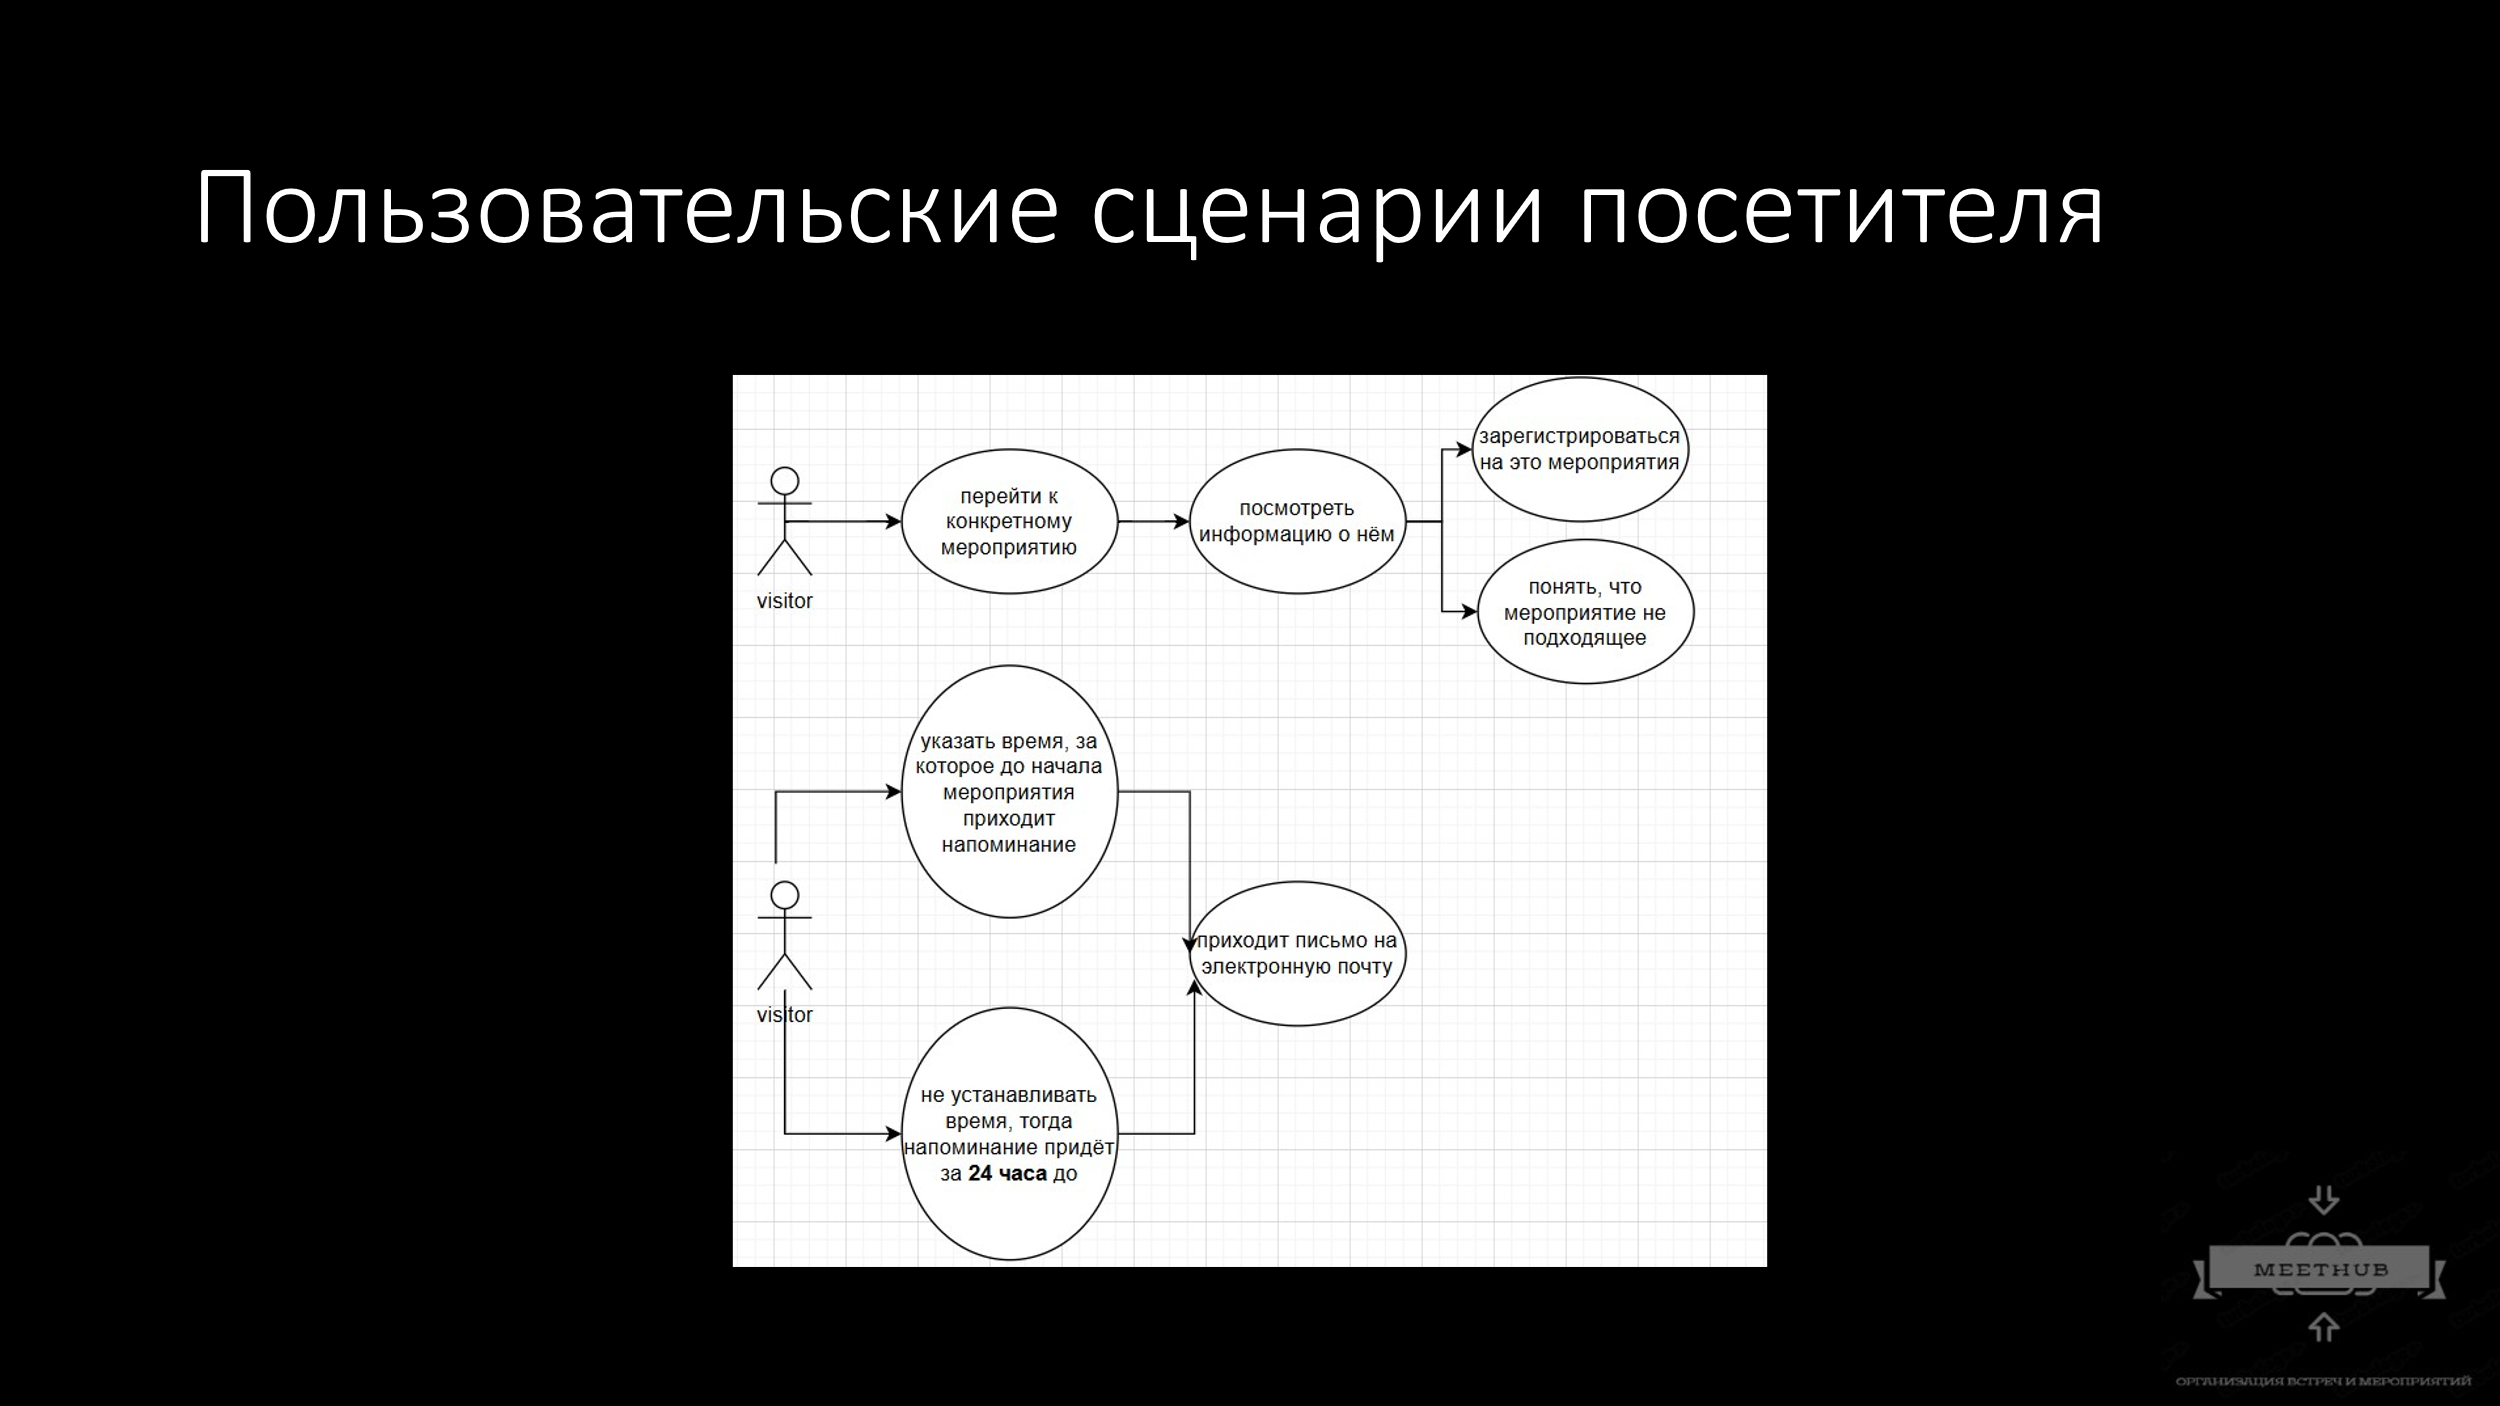 Пользовательские сценарии посетителя
зарегистрироваться
на это мероприятия
перейти к
конкретному
мероприятию
посмотреть
информацию о нём
visitor
понять, что
мероприятие не
подходящее
указать время, за
которое до начала
мероприятия
приходит
напоминание
приходит письмо на
электронную почту
visitor
не устанавливать
время, тогда
напоминание придёт
за 24 часа до
MEETHUB
ОРГАНИЗАЦИЯ ВСТРЕЧ И МЕРОПРИЯТИЙ